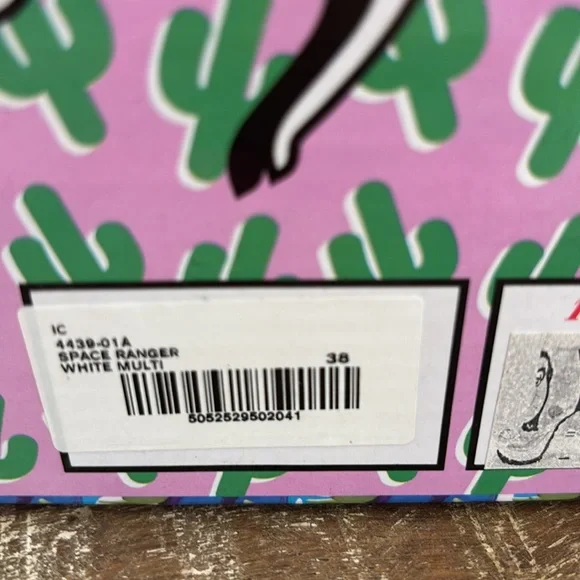 IC
4439-01A
SPACE RANGER 38
WHITE MULTI
5052529502041